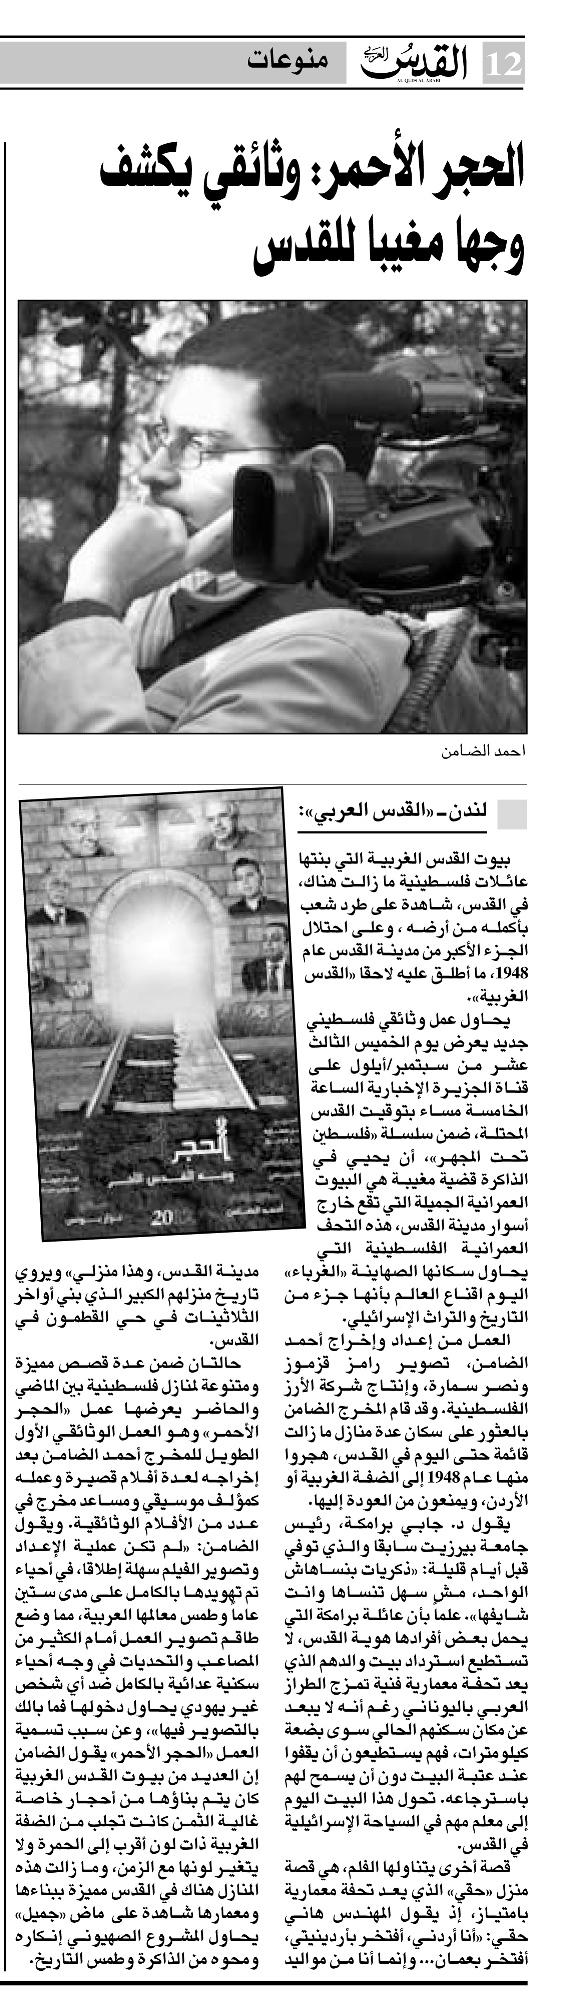 12
القدس العربي
AL-QUDS AL-ARABI
منوعات
الحجر الأحمر: وثائقي يكشف
وجها مغيبا للقدس
احمد الضامن
لندن ـ «القدس العربي»:
بيوت القدس الغربية التي بنتها
عائلات فلسطينية ما زالت هناك،
في القدس، شاهدة على طرد شعب
بأكمله من أرضه ، وعلى احتلال
الجزء الأكبر من مدينة القدس عام
1948، ما أطلق عليه لاحقا «القدس
الغربية».
يحاول عمل وثائقي فلسطيني
جديد يعرض يوم الخميس الثالث
عشر من سبتمبر/أيلول على
قناة الجزيرة الإخبارية الساعة
الخامسة مساء بتوقيت القدس
المحتلة، ضمن سلسلة «فلسطين
تحت المجهر»، أن يحيي في
الذاكرة قضية مغيبة هي البيوت
العمرانية الجميلة التي تقع خارج
أسوار مدينة القدس، هذه التحف
العمرانية الفلسطينية التي
يحاول سكانها الصهاينة «الغرباء»
اليوم اقناع العالم بأنها جزء من
التاريخ والتراث الإسرائيلي.
العمل من إعداد وإخراج أحمد
الضامن، تصوير رامز قزموز
ونصر سمارة، وإنتاج شركة الأرز
الفلسطينية. وقد قام المخرج الضامن
بالعثور على سكان عدة منازل ما زالت
قائمة حتى اليوم في القدس، هجروا
منها عام 1948 إلى الضفة الغربية أو
الأردن، ويمنعون من العودة إليها.
يقول د. جابي برامكة، رئيس
جامعة بيرزيت سابقا والذي توفي
قبل أيام قليلة: «ذكريات بنساهاش
الواحد، مش سهل تنساها وانت
شايفها». علماً بأن عائلة برامكة التي
يحمل بعض أفرادها هوية القدس، لا
تستطيع استرداد بيت والدهم الذي
يعد تحفة معمارية فنية تمزج الطراز
العربي باليوناني رغم أنه لا يبعد
عن مكان سكنهم الحالي سوى بضعة
كيلومترات، فهم يستطيعون أن يقفوا
عند عتبة البيت دون أن يسمح لهم
باسترجاعه. تحول هذا البيت اليوم
إلى معلم مهم في السياحة الإسرائيلية
في القدس.
قصة أخرى يتناولها الفلم، هي قصة
منزل «حقي» الذي يعد تحفة معمارية
بامتياز، إذ يقول المهندس هاني
حقي: «أنا أردني، أفتخر بأردينيتي،
أفتخر بعمان... وإنما أنا من مواليد
الحجر
وجه القدس الآخر
20
مدينة القدس، وهذا منزلي» ويروي
تاريخ منزلهم الكبير الذي بني أواخر
الثلاثينات في حي القطمون في
القدس.
حالتان ضمن عدة قصص مميزة
ومتنوعة لمنازل فلسطينية بين الماضي
والحاضر يعرضها عمل «الحجر
الأحمر» وهو العمل الوثائقي الأول
الطويل للمخرج أحمد الضامن بعد
إخراجه لعدة أفلام قصيرة وعمله
كمؤلف موسيقي ومساعد مخرج في
عدد من الأفلام الوثائقية. ويقول
الضامن: «لم تكن عملية الإعداد
وتصوير الفيلم سهلة إطلاقا، في أحياء
تم تهويدها بالكامل على مدى ستين
عاماً وطمس معالمها العربية، مما وضع
طاقم تصوير العمل أمام الكثير من
المصاعب والتحديات في وجه أحياء
سكنية عدائية بالكامل ضد أي شخص
غير يهودي يحاول دخولها فما بالك
بالتصوير فيها»، وعن سبب تسمية
العمل «الحجر الأحمر» يقول الضامن
إن العديد من بيوت القدس الغربية
كان يتم بناؤها من أحجار خاصة
غالية الثمن كانت تجلب من الضفة
الغربية ذات لون أقرب إلى الحمرة ولا
يتغير لونها مع الزمن، وما زالت هذه
المنازل هناك في القدس مميزة ببناءها
ومعمارها شاهدة على ماض «جميل»
يحاول المشروع الصهيوني إنكاره
ومحوه من الذاكرة وطمس التاريخ.